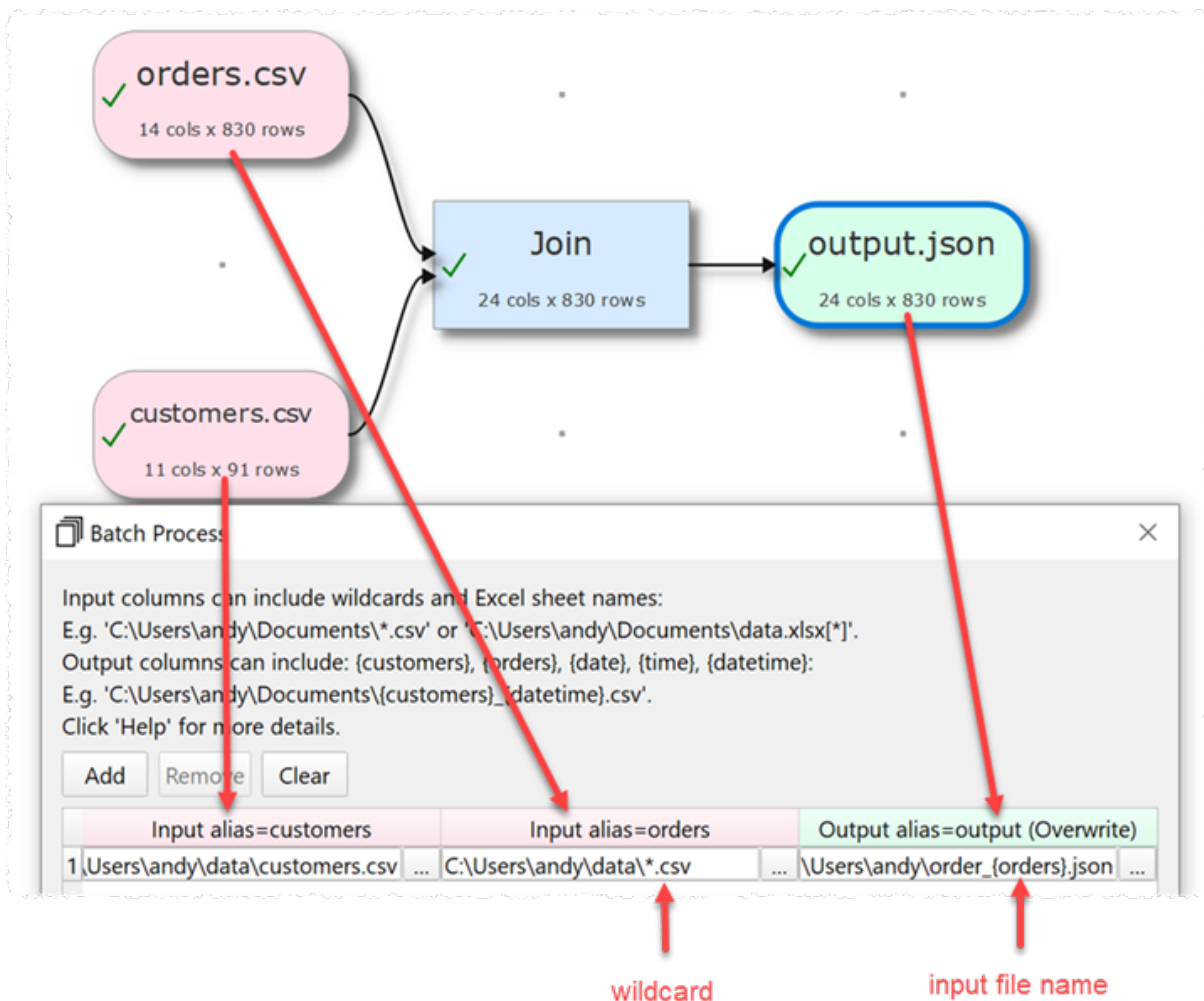 orders.csv
14 cols x 830 rows
Join
24 cols x 830 rows
output.json
24 cols x 830 rows
customers.csv
11 cols x 91 rows
Batch Process
Input columns can include wildcards and Excel sheet names:
E.g. 'C:\Users\andy\Documents\*.csv' or 'C:\Users\andy\Documents\data.xlsx[*]'.
Output columns can include: {customers}, {orders}, {date}, {time}, {datetime}:
E.g. 'C:\Users\andy\Documents\{customers}_{datetime}.csv'.
Click 'Help' for more details.
Add Remove Clear
Input alias=customers Input alias=orders Output alias=output (Overwrite)
1 \Users\andy\data\customers.csv ... C:\Users\andy\data\*.csv ... \Users\andy\order_{orders}.json ...
wildcard
input file name